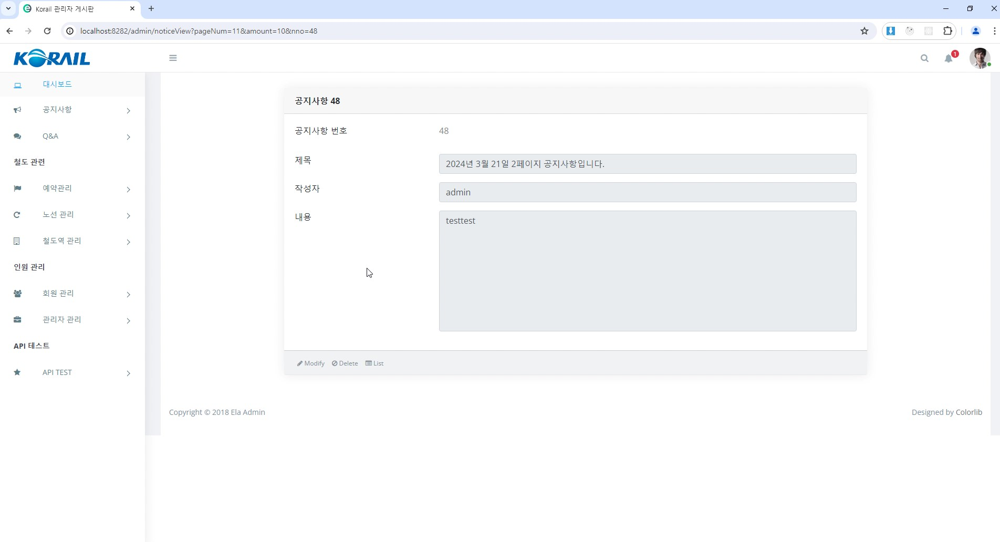 Korail 관리자 게시판
localhost:8282/admin/noticeView?pageNum=11&amount=10&nno=48
KORAIL
1
대시보드
공지사항
Q&A
철도 관련
예약관리
노선 관리
철도역 관리
인원 관리
회원 관리
관리자 관리
API 테스트
API TEST
공지사항 48
공지사항 번호 48
제목 2024년 3월 21일 2페이지 공지사항입니다.
작성자 admin
내용 testtest
Modify Delete List
Copyright © 2018 Ela Admin Designed by Colorlib